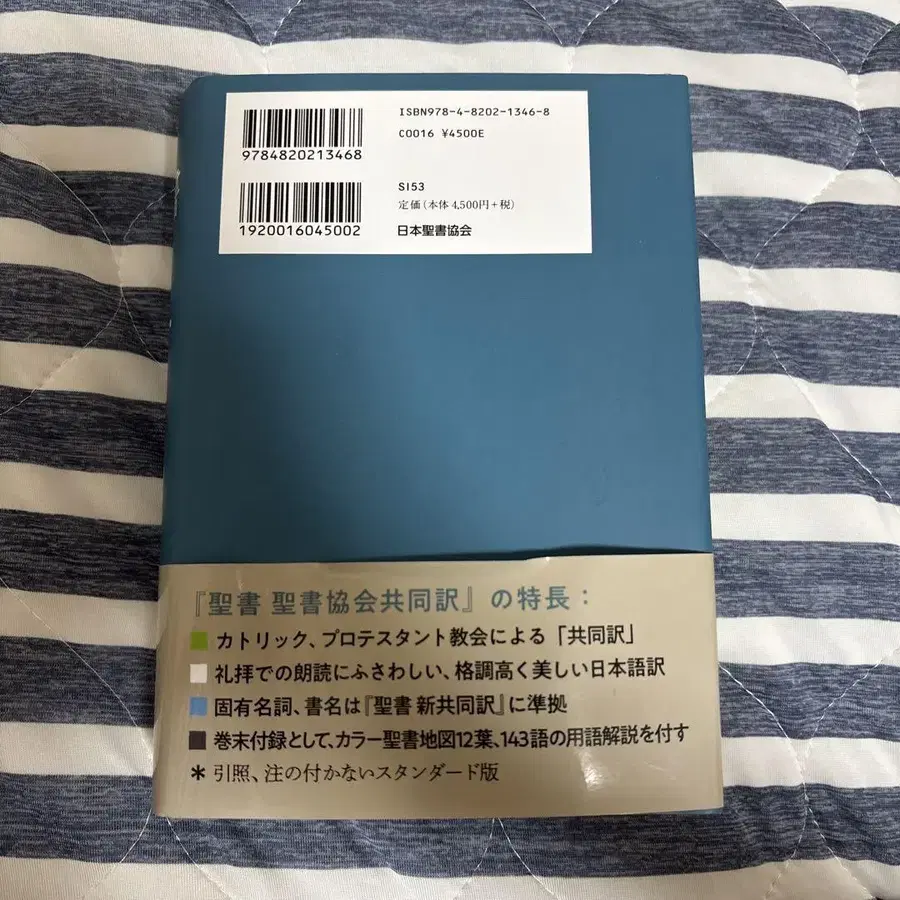 ISBN978-4-8202-1346-8
C0016 ¥4500E
9784820213468
SI53
定価(本体 4,500円+税)
1920016045002
日本聖書協会
『聖書 聖書協会共同訳』の特長:
カトリック、プロテスタント教会による「共同訳」
礼拝での朗読にふさわしい、格調高く美しい日本語訳
固有名詞、書名は『聖書 新共同訳』に準拠
巻末付録として、カラー聖書地図12葉、143語の用語解説を付す
*引照、注の付かないスタンダード版